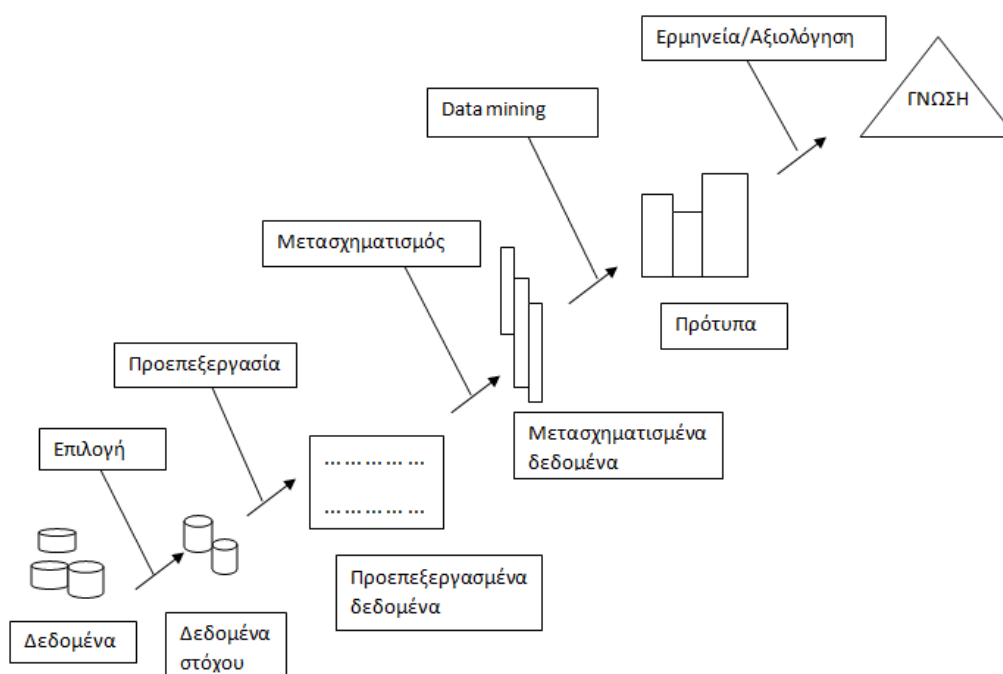 Ερμηνεία/Αξιολόγηση
ΓΝΩΣΗ
Data mining
Μετασχηματισμός
Πρότυπα
Προεπεξεργασία
Μετασχηματισμένα
δεδομένα
Επιλογή
……………
……………
Προεπεξεργασμένα
δεδομένα
Δεδομένα
Δεδομένα
στόχου